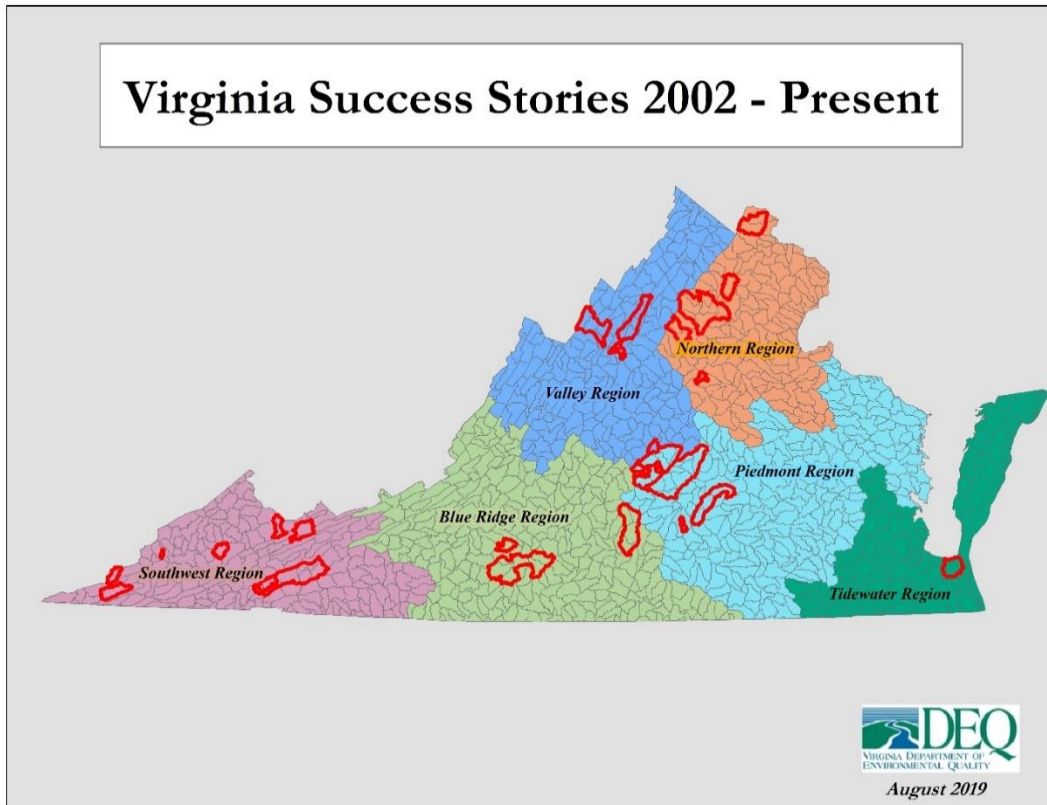 Virginia Success Stories 2002 - Present
Northern Region
Valley Region
Piedmont Region
Blue Ridge Region
Southwest Region
Tidewater Region
DEQ
VIRGINIA DEPARTMENT OF
ENVIRONMENTAL QUALITY
August 2019